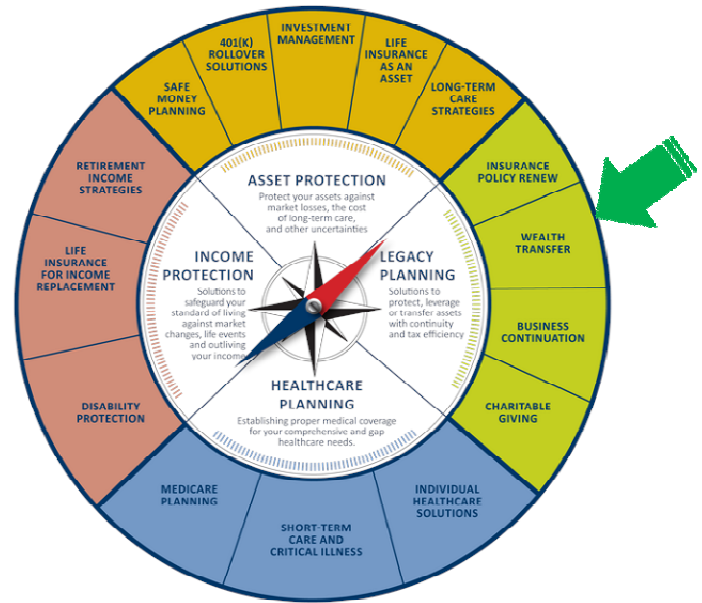 INVESTMENT
MANAGEMENT
401(K)
ROLLOVER
SOLUTIONS
LIFE
INSURANCE
AS AN
ASSET
SAFE
MONEY
PLANNING
LONG-TERM
CARE
STRATEGIES
RETIREMENT
INCOME
STRATEGIES
INSURANCE
POLICY RENEW
ASSET PROTECTION
Protect your assets against
market losses, the cost
of long-term care,
and other uncertainties
LIFE
INSURANCE
FOR INCOME
REPLACEMENT
WEALTH
TRANSFER
INCOME
PROTECTION
Solutions to
safeguard your
standard of living
against market
changes, life events
and outliving
your income
LEGACY
PLANNING
Solutions to
protect, leverage
or transfer assets
with continuity
and tax efficiency
BUSINESS
CONTINUATION
HEALTHCARE
PLANNING
Establishing proper medical coverage
for your comprehensive and gap
healthcare needs.
DISABILITY
PROTECTION
CHARITABLE
GIVING
MEDICARE
PLANNING
SHORT-TERM
CARE AND
CRITICAL ILLNESS
INDIVIDUAL
HEALTHCARE
SOLUTIONS